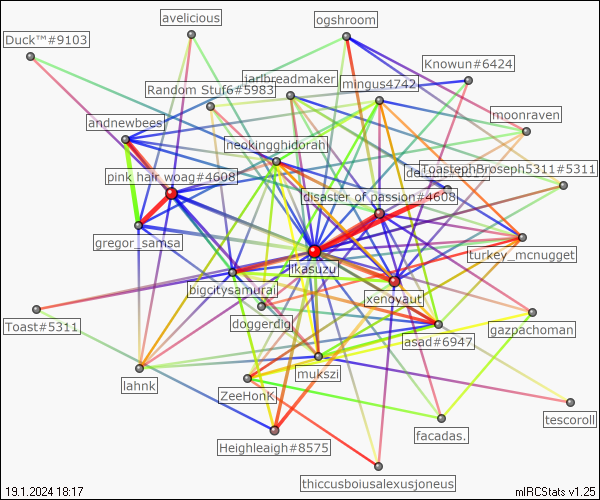 avelicious
ogshroom
Duck™#9103
Knowun#6424
jarlbreadmaker
mingus4742
Random Stuf6#5983
moonraven
andnewbees
neokingghidorah
ToastephBroseph5311#5311
pink hair woag#4608
disaster of passion#4608
gregor_samsa
turkey_mcnugget
ikasuzu
bigcitysamurai
xenoyaut
Toast#5311
doggerdig
gazpachoman
asad#6947
mukszi
lahnk
ZeeHonK
tescoroll
facadas.
Heighleigh#8575
thiccusboiusalexusjoneus
19.1.2024 18:17
mIRCStats v1.25